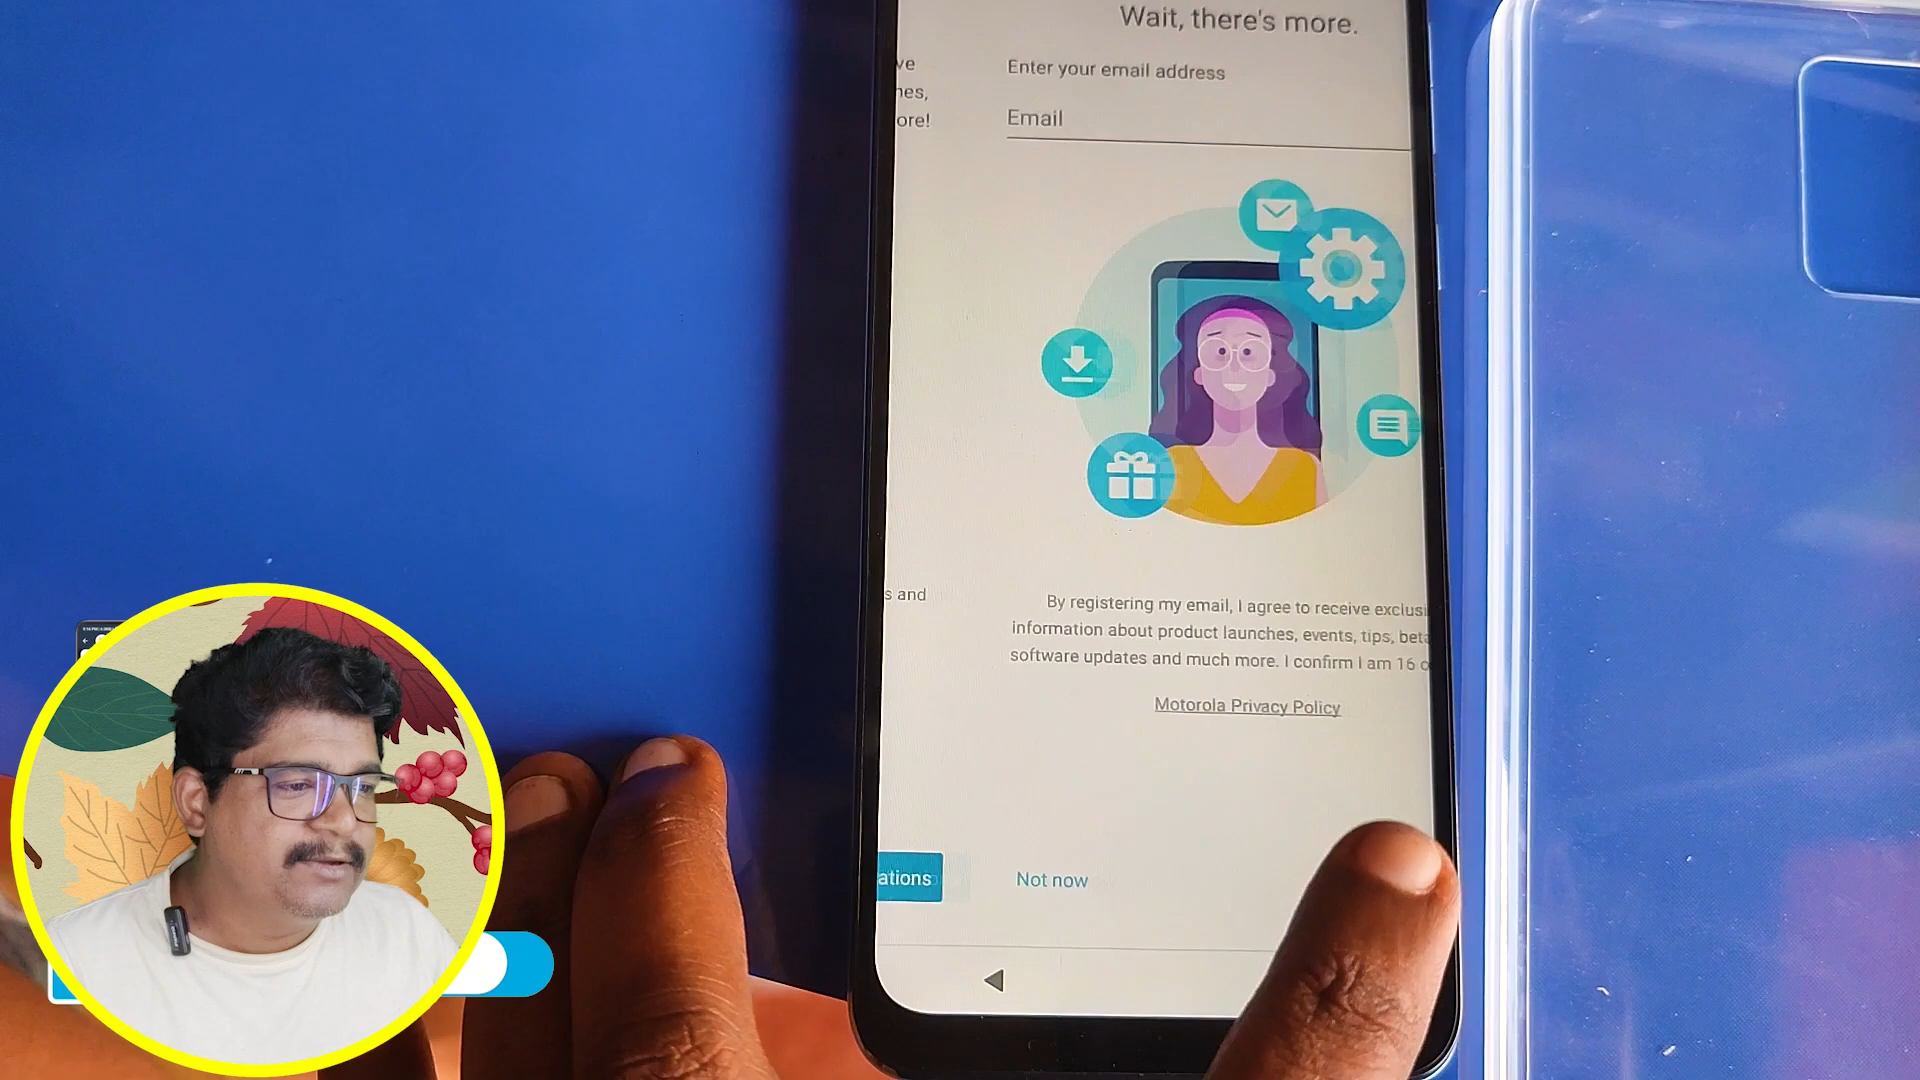 Wait, there's more.
Enter your email address
Email
ve
nes,
ore!
s and
By registering my email, I agree to receive exclusi
information about product launches, events, tips, beta
software updates and much more. I confirm I am 16 o
Motorola Privacy Policy
ations
Not now